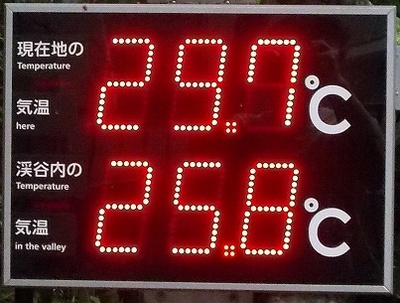 現在地の
Temperature
気温
here
29.7℃
渓谷内の
Temperature
気温
in the valley
25.8℃